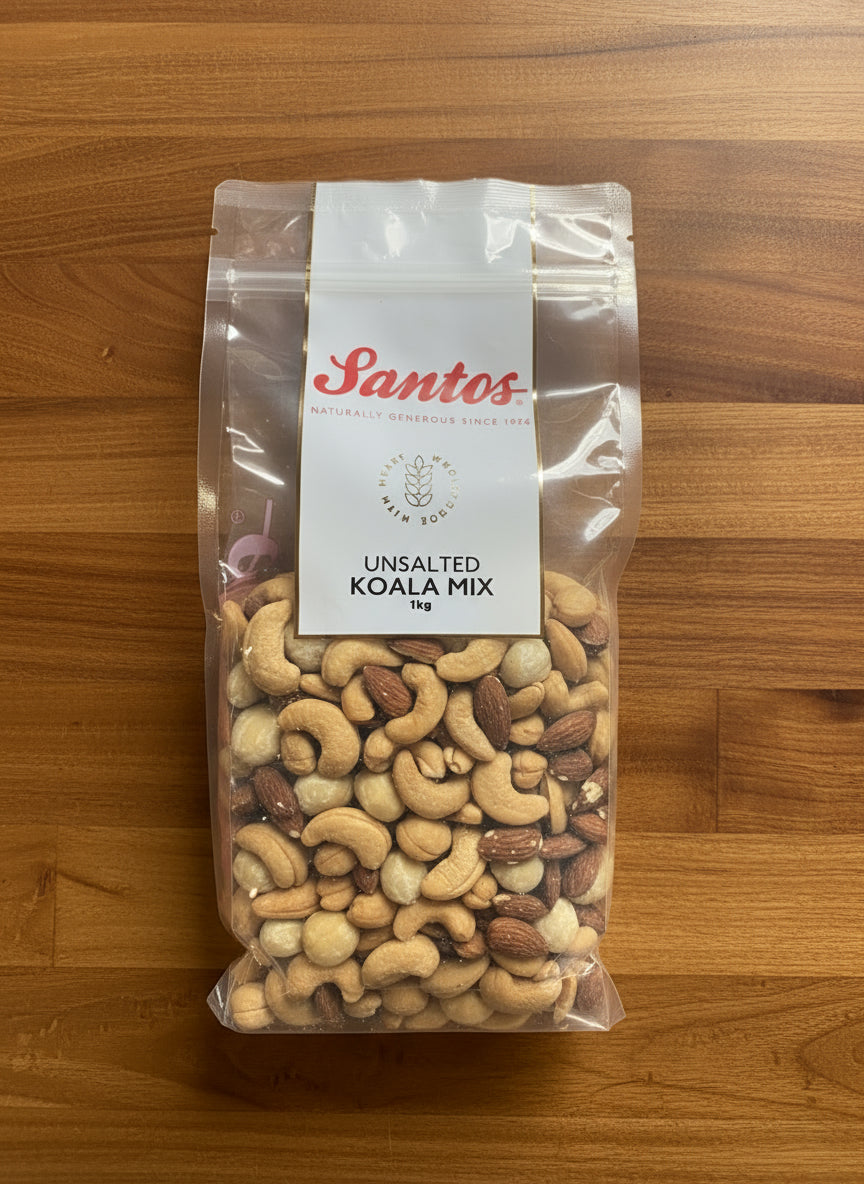 Santos
NATURALLY GENEROUS SINCE 1974
UNSALTED
KOALA MIX
1kg